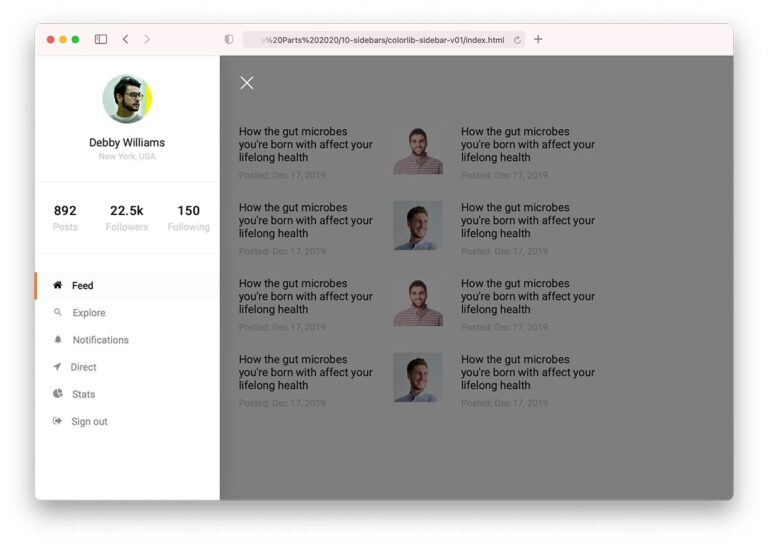 %20Parts%202020/10-sidebars/colorlib-sidebar-v01/index.html
Debby Williams
New York, USA
892
22.5k
150
Posts
Followers
Following
Feed
Explore
Notifications
Direct
Stats
Sign out
How the gut microbes
you're born with affect your
lifelong health
Posted: Dec 17, 2019
How the gut microbes
you're born with affect your
lifelong health
Posted: Dec 17, 2019
How the gut microbes
you're born with affect your
lifelong health
Posted: Dec 17, 2019
How the gut microbes
you're born with affect your
lifelong health
Posted: Dec 17, 2019
How the gut microbes
you're born with affect your
lifelong health
Posted: Dec 17, 2019
How the gut microbes
you're born with affect your
lifelong health
Posted: Dec 17, 2019
How the gut microbes
you're born with affect your
lifelong health
Posted: Dec 17, 2019
How the gut microbes
you're born with affect your
lifelong health
Posted: Dec 17, 2019